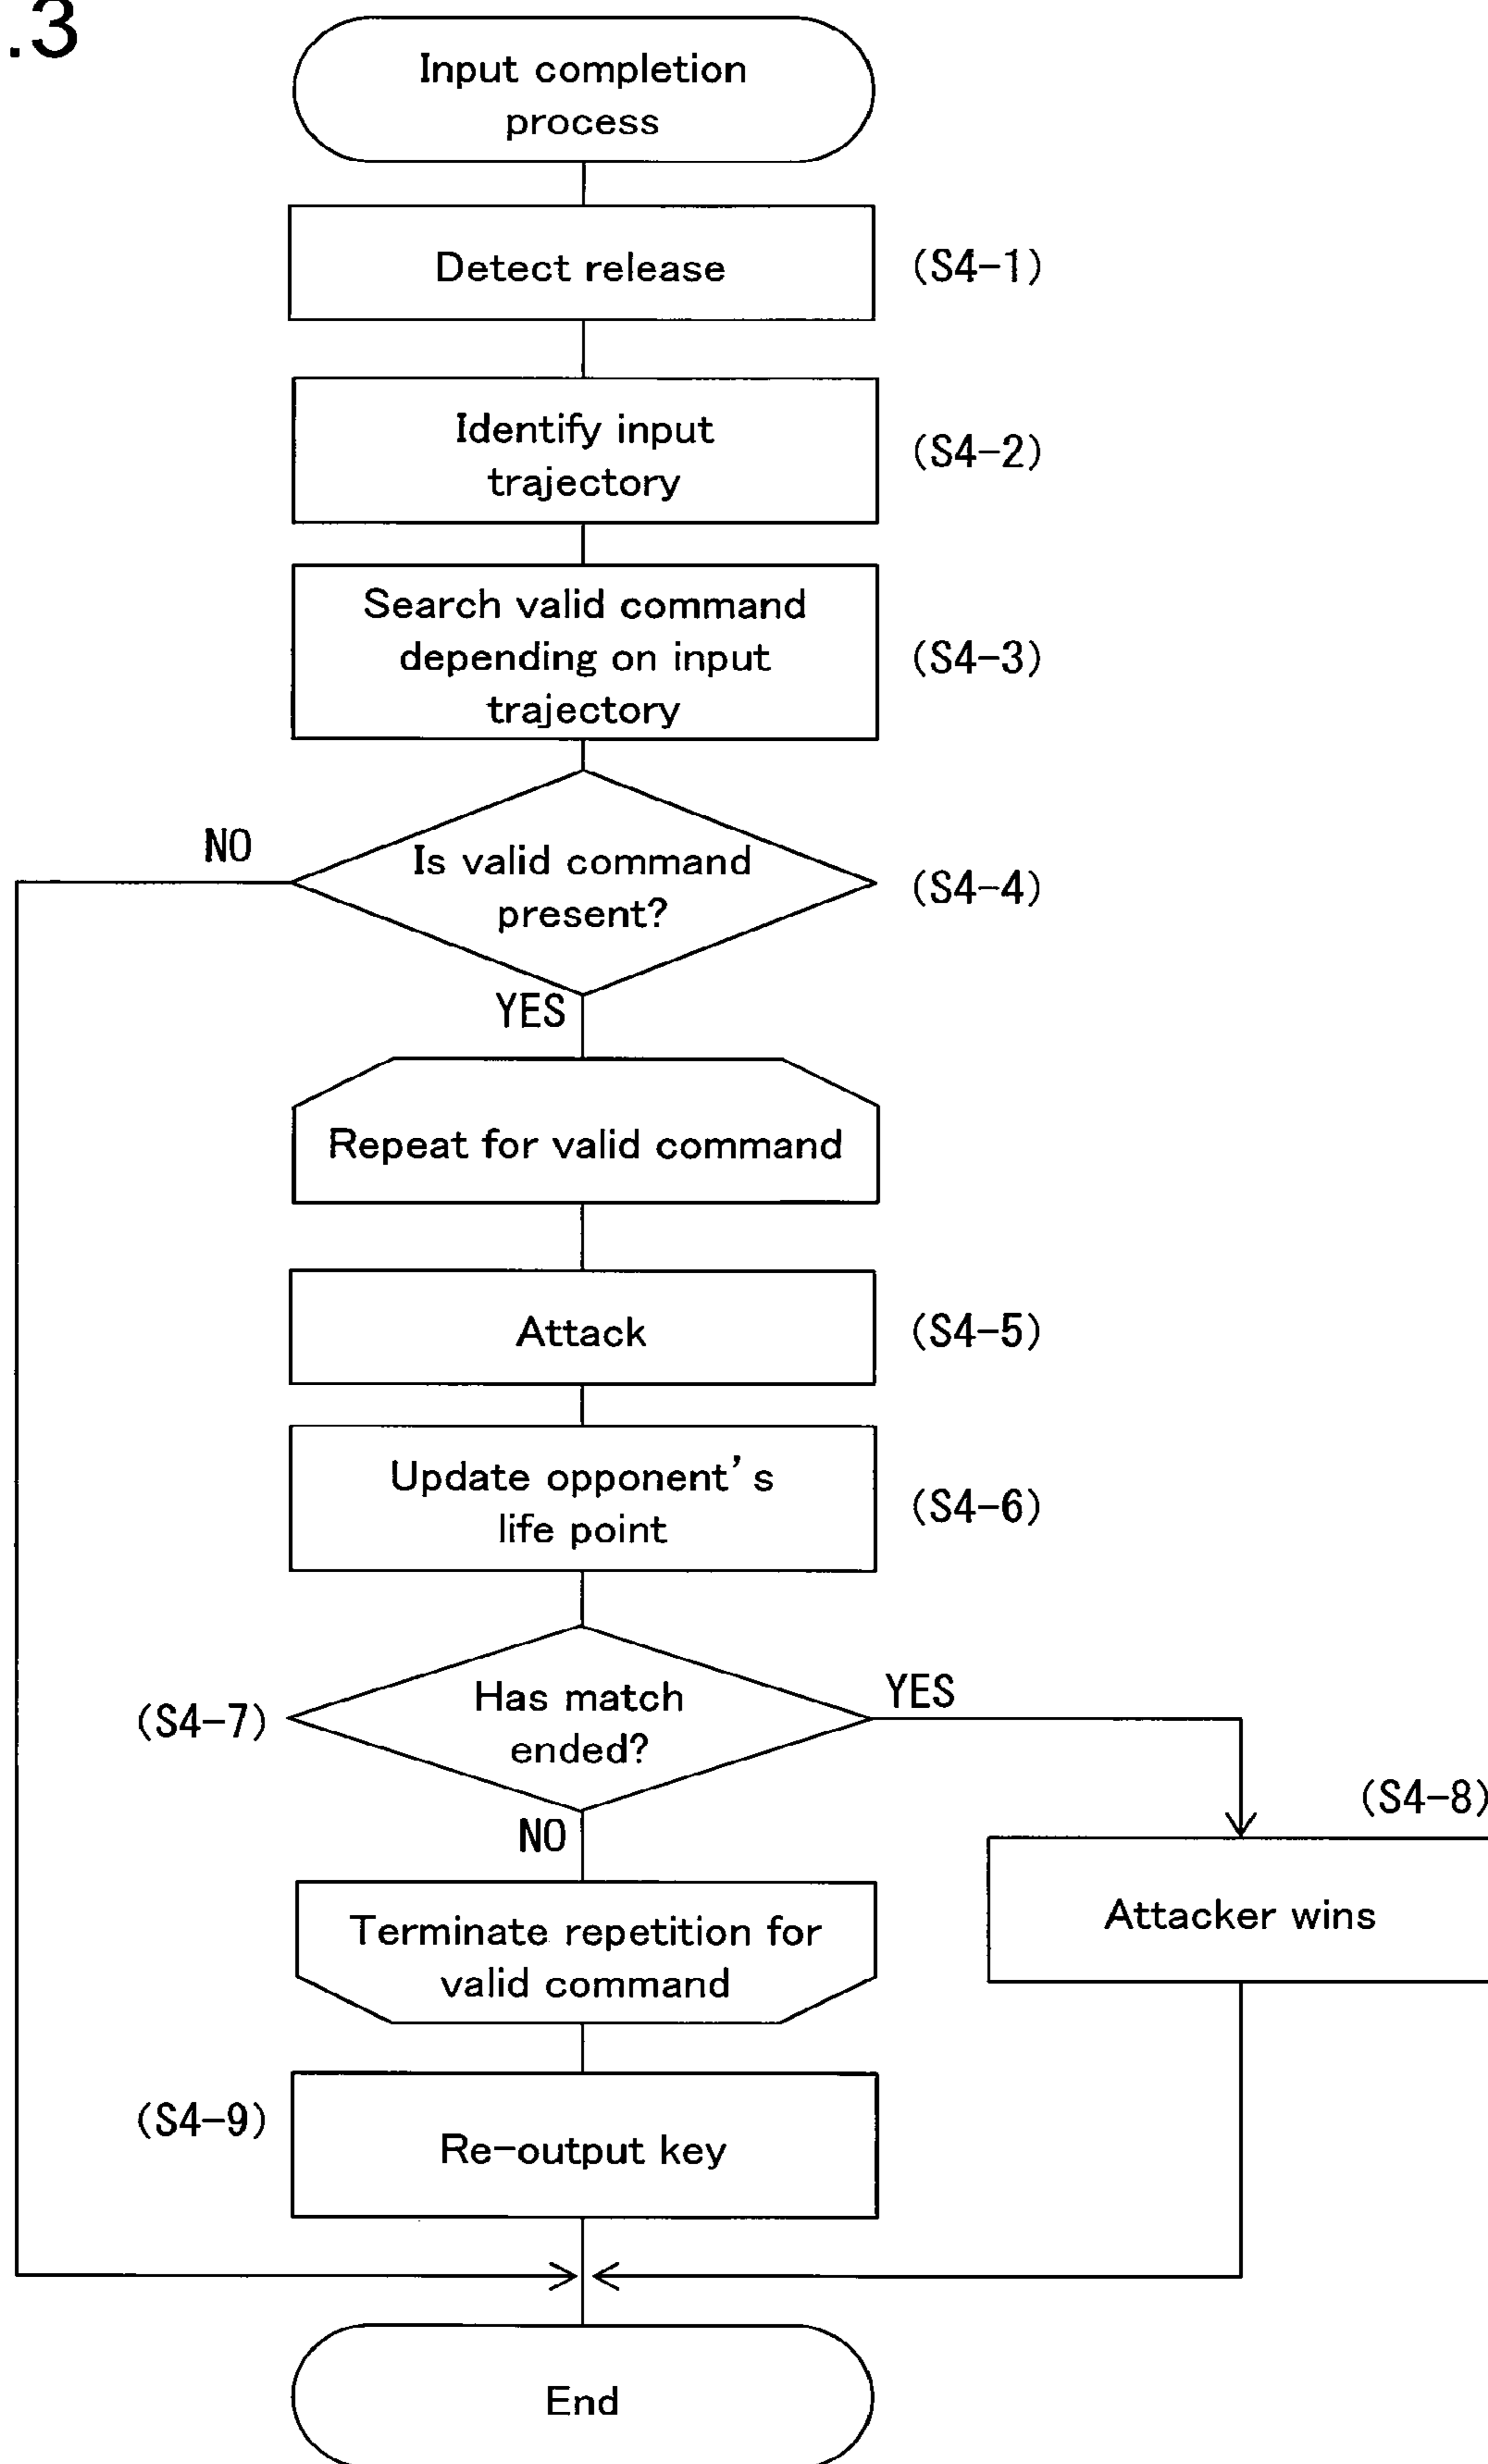 .3
Input completion
process
Detect release
(S4-1)
Identify input
trajectory
(S4-2)
Search valid command
depending on input
trajectory
(S4-3)
NO
Is valid command
present?
(S4-4)
YES
Repeat for valid command
Attack
(S4-5)
Update opponent's
life point
(S4-6)
(S4-7)
Has match
ended?
YES
(S4-8)
NO
Attacker wins
Terminate repetition for
valid command
(S4-9)
Re-output key
End